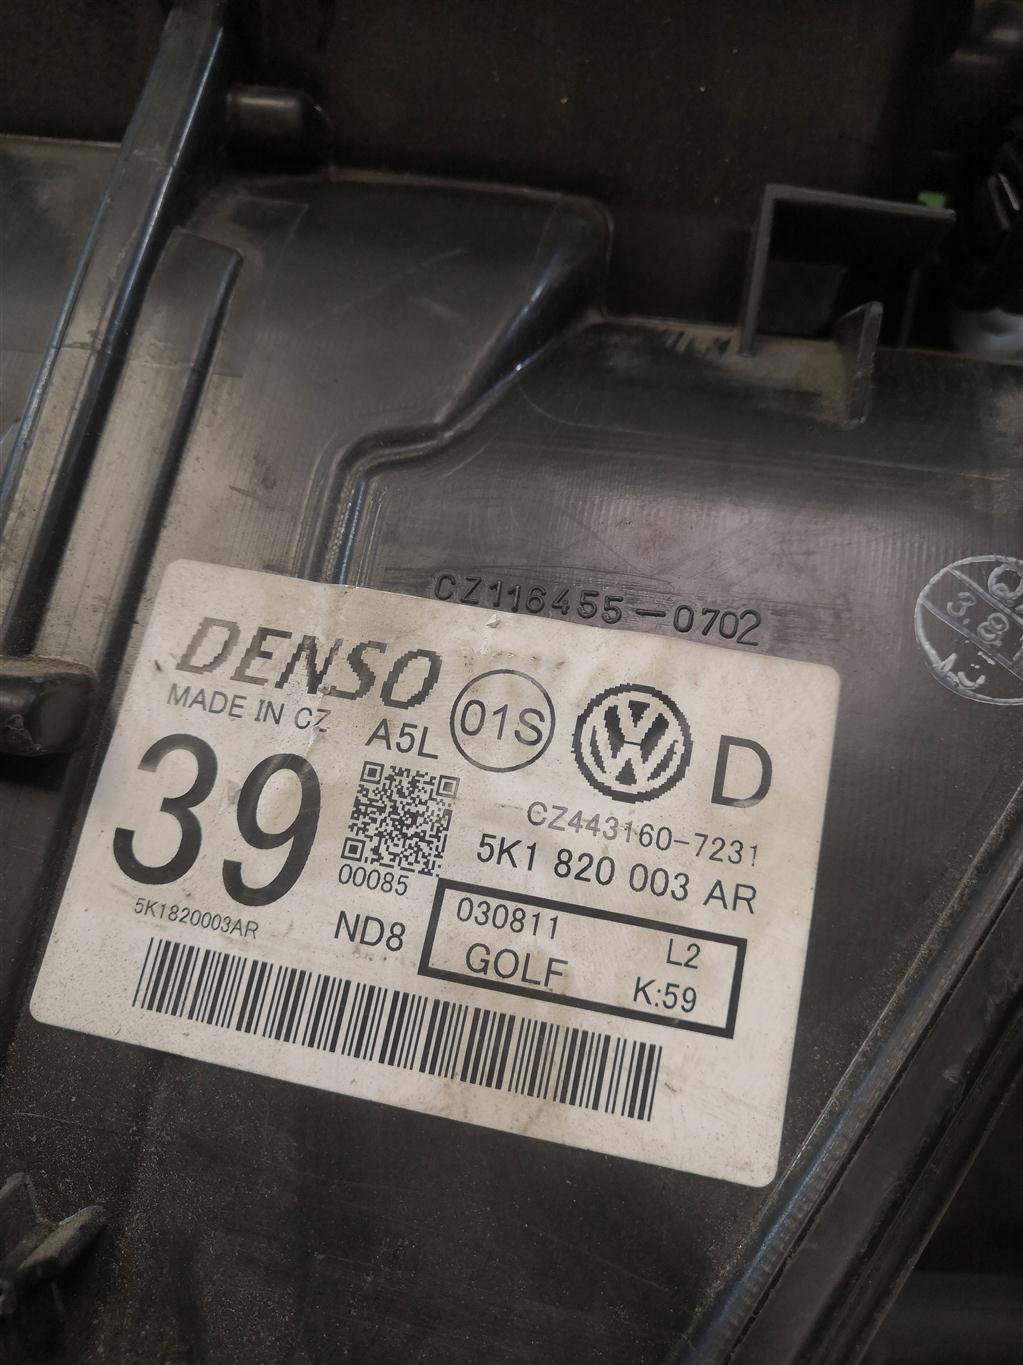 CZ116455-0702
DENSO
MADE IN CZ
A5L
01S
D
39
00085
CZ443160-7231
5K1 820 003 AR
5K1820003AR
ND8
030811 L2
GOLF K:59